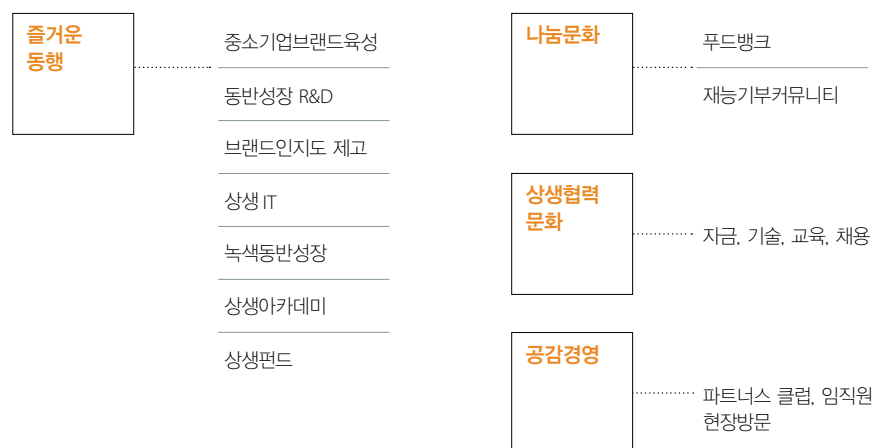 즐거운
동행
중소기업브랜드육성
동반성장 R&D
브랜드인지도 제고
상생 IT
녹색동반성장
상생아카데미
상생펀드
나눔문화
푸드뱅크
재능기부커뮤니티
상생협력
문화
자금, 기술, 교육, 채용
공감경영
파트너스 클럽, 임직원
현장방문